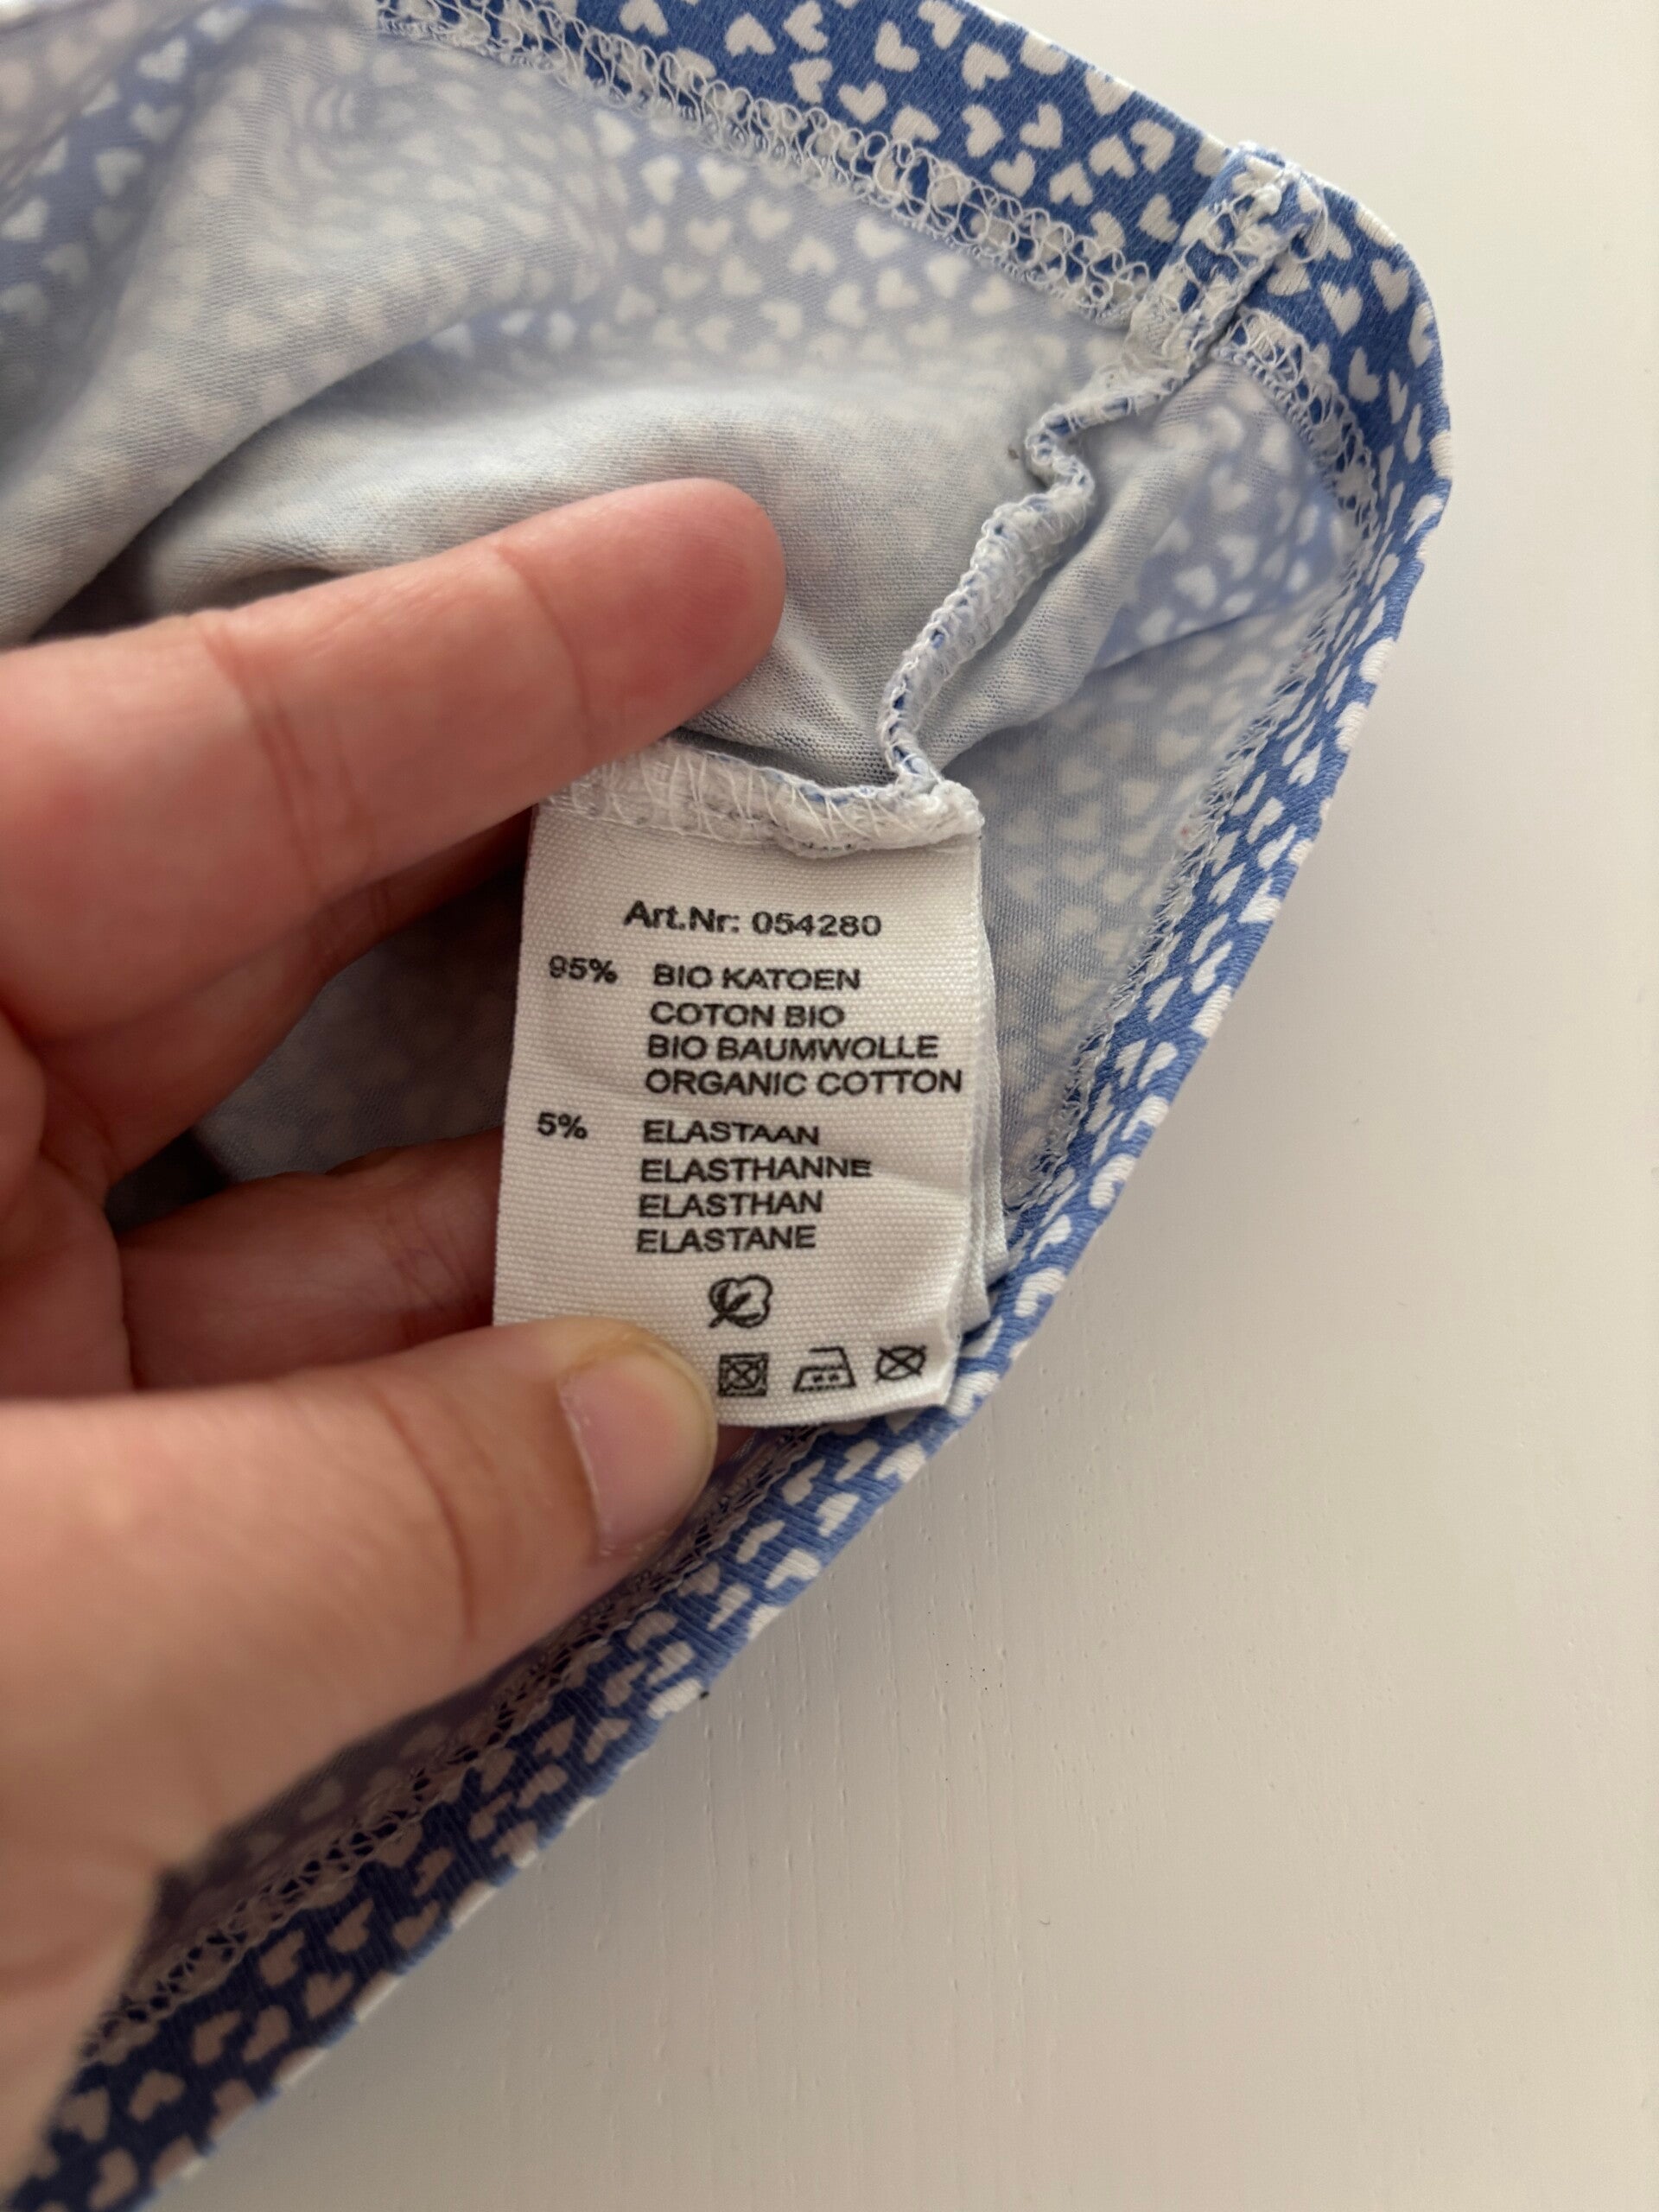 Art.Nr: 054280
95% BIO KATOEN
COTON BIO
BIO BAUMWOLLE
ORGANIC COTTON
5% ELASTAAN
ELASTHANNE
ELASTHAN
ELASTANE